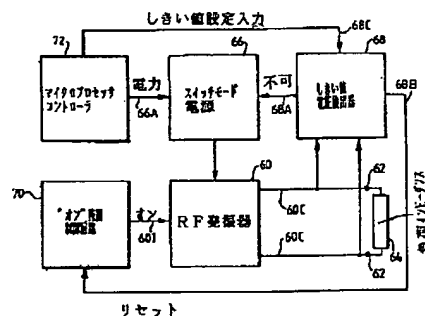 しきい値設定入力
68C
72
66
68
マイクロプロセッサ
コントローラ
電力
66A
スイッチモード
電源
不可
68A
しきい値
68B
70
60
62
オン
601
RF発振器
60C
60C
62
64
リセット